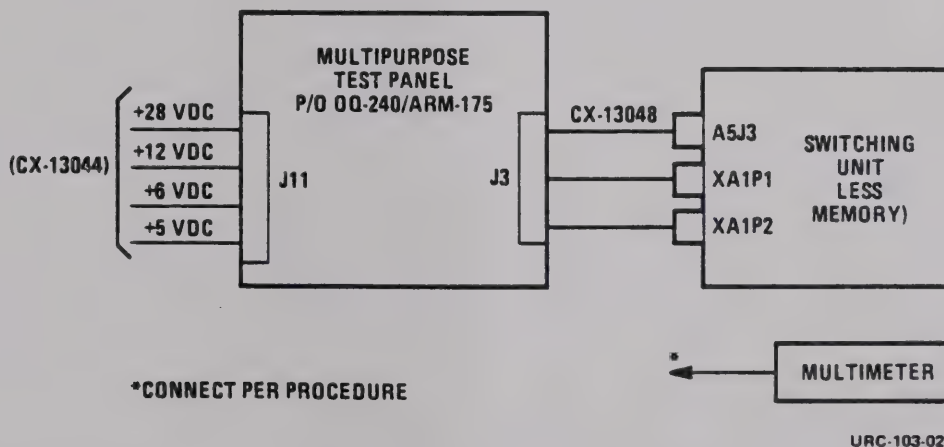 MULTIPURPOSE
TEST PANEL
P/O OQ-240/ARM-175
(CX-13044)
+28 VDC
+12 VDC
+6 VDC
+5 VDC
J11
J3
CX-13048
A5J3
XA1P1
XA1P2
SWITCHING
UNIT
LESS
MEMORY)
*
MULTIMETER
*CONNECT PER PROCEDURE
URC-103-02